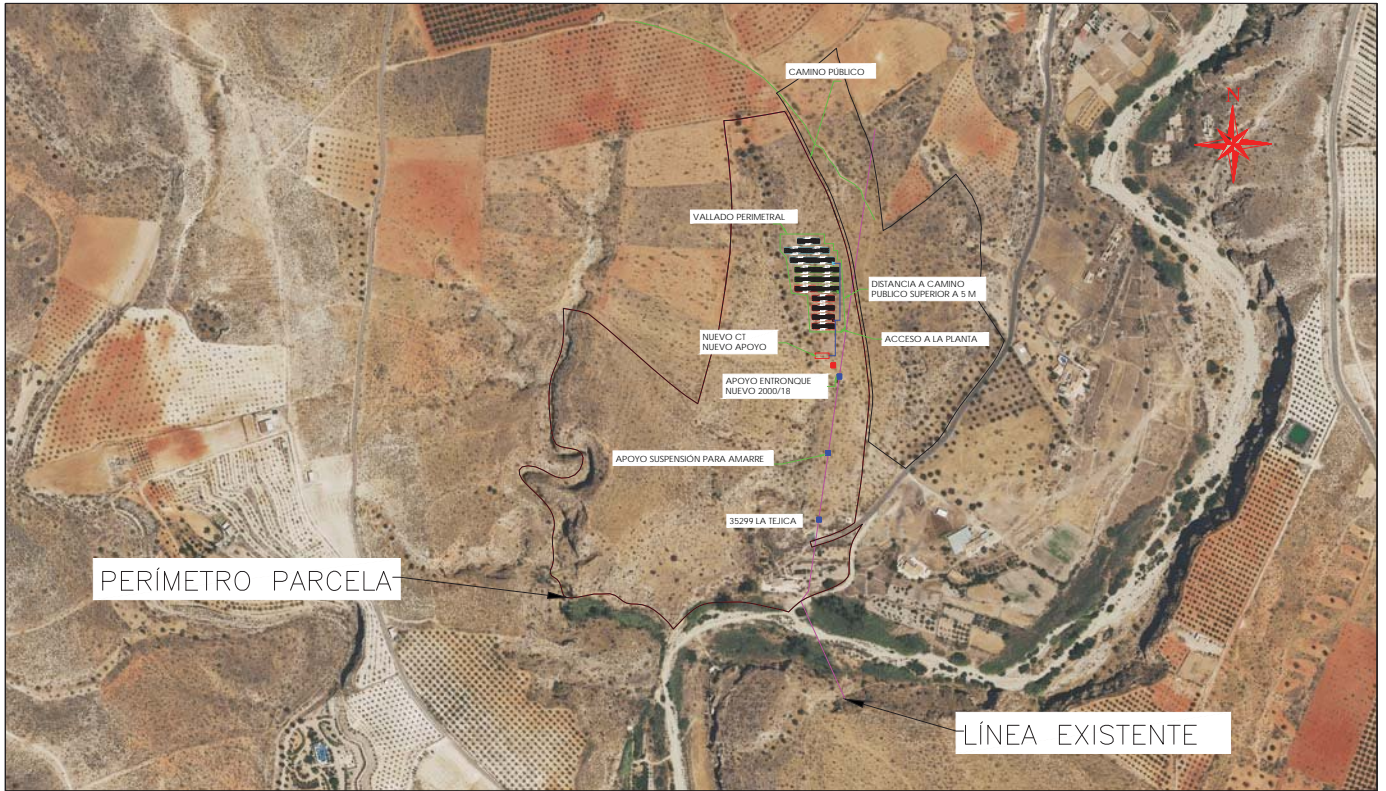 CAMINO PÚBLICO
N
VALLADO PERIMETRAL
DISTANCIA A CAMINO
PUBLICO SUPERIOR A 5 M
NUEVO CT
NUEVO APOYO
ACCESO A LA PLANTA
APOYO ENTRONQUE
NUEVO 2000/18
APOYO SUSPENSIÓN PARA AMARRE
35299 LA TEJICA
PERÍMETRO PARCELA
LÍNEA EXISTENTE